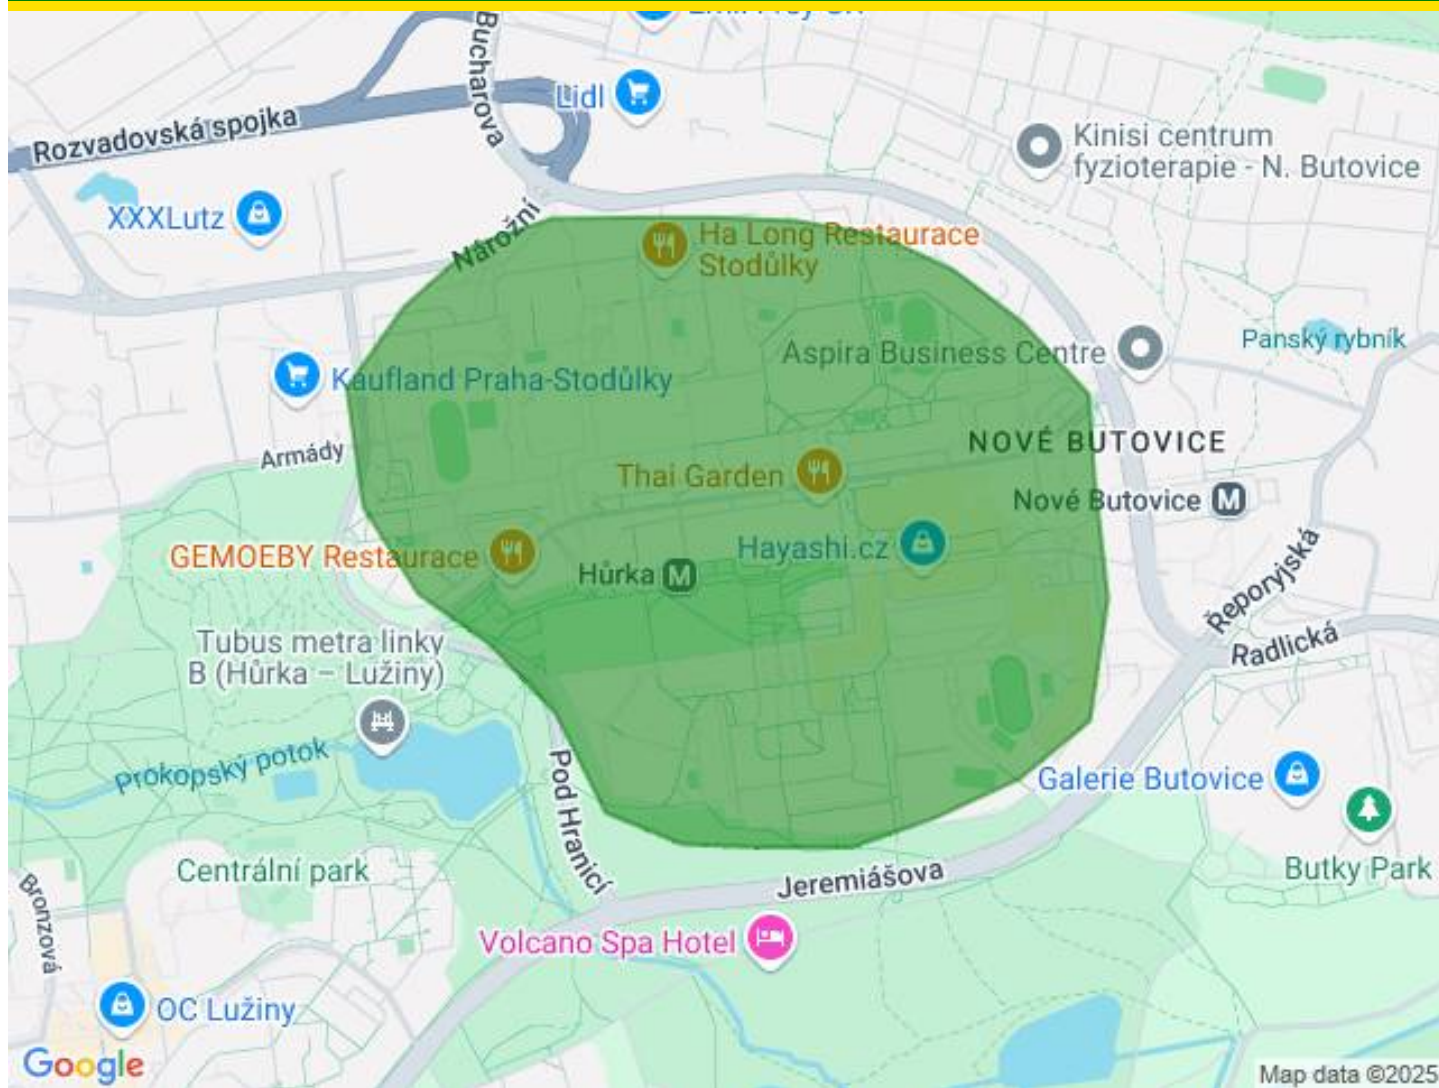 Bucharova
Lidl
Rozvadovská spojka
Kinisi centrum
fyzioterapie - N. Butovice
XXXLutz
Nárožní
Ha Long Restaurace
Stodůlky
Aspira Business Centre
Panský rybník
Kaufland Praha-Stodůlky
Armády
NOVÉ BUTOVICE
Thai Garden
Nové Butovice M
GEMOEBY Restaurace
Hayashi.cz
Hůrka M
Řeporyjská
Radlická
Tubus metra linky
B (Hůrka – Lužiny)
Prokopský potok
Pod Hranicí
Galerie Butovice
Centrální park
Jeremiášova
Butky Park
Bronzová
Volcano Spa Hotel
OC Lužiny
Google
Map data ©2025